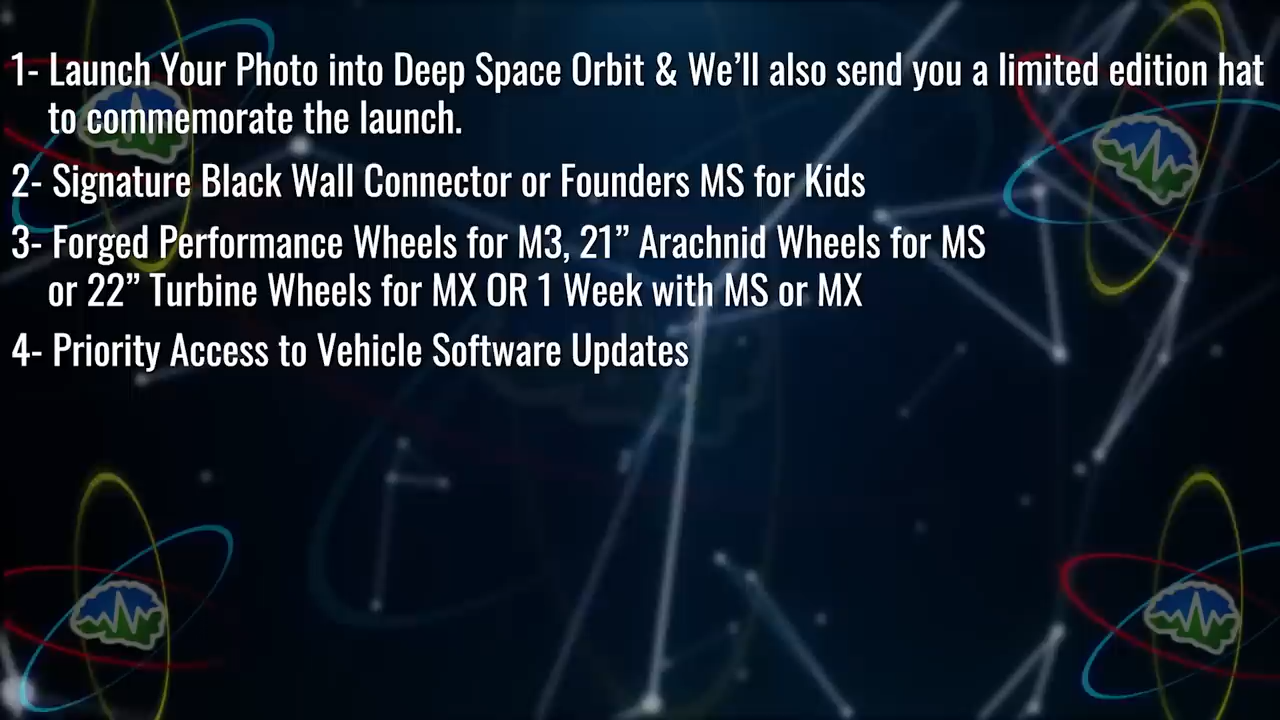 1- Launch Your Photo into Deep Space Orbit & We’ll also send you a limited edition hat
to commemorate the launch.
2- Signature Black Wall Connector or Founders MS for Kids
3- Forged Performance Wheels for M3, 21” Arachnid Wheels for MS
or 22” Turbine Wheels for MX OR 1 Week with MS or MX
4- Priority Access to Vehicle Software Updates